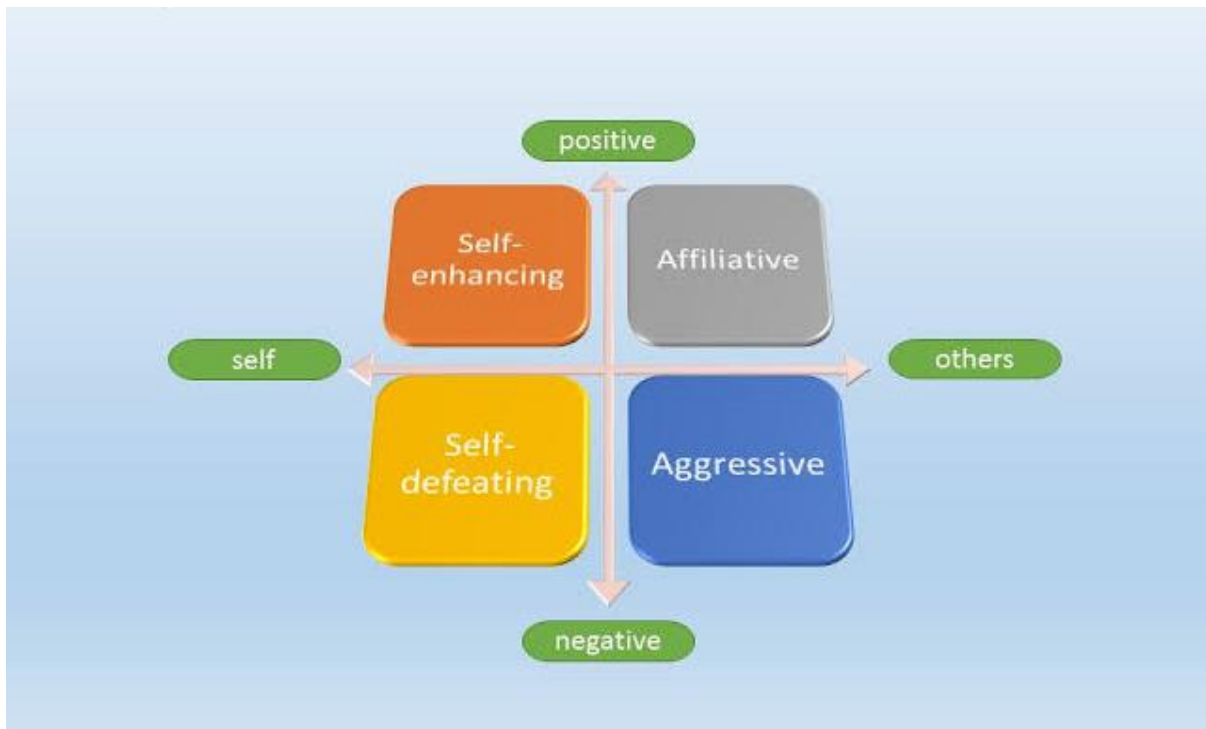 positive
Self-
enhancing
Affiliative
self
others
Self-
defeating
Aggressive
negative